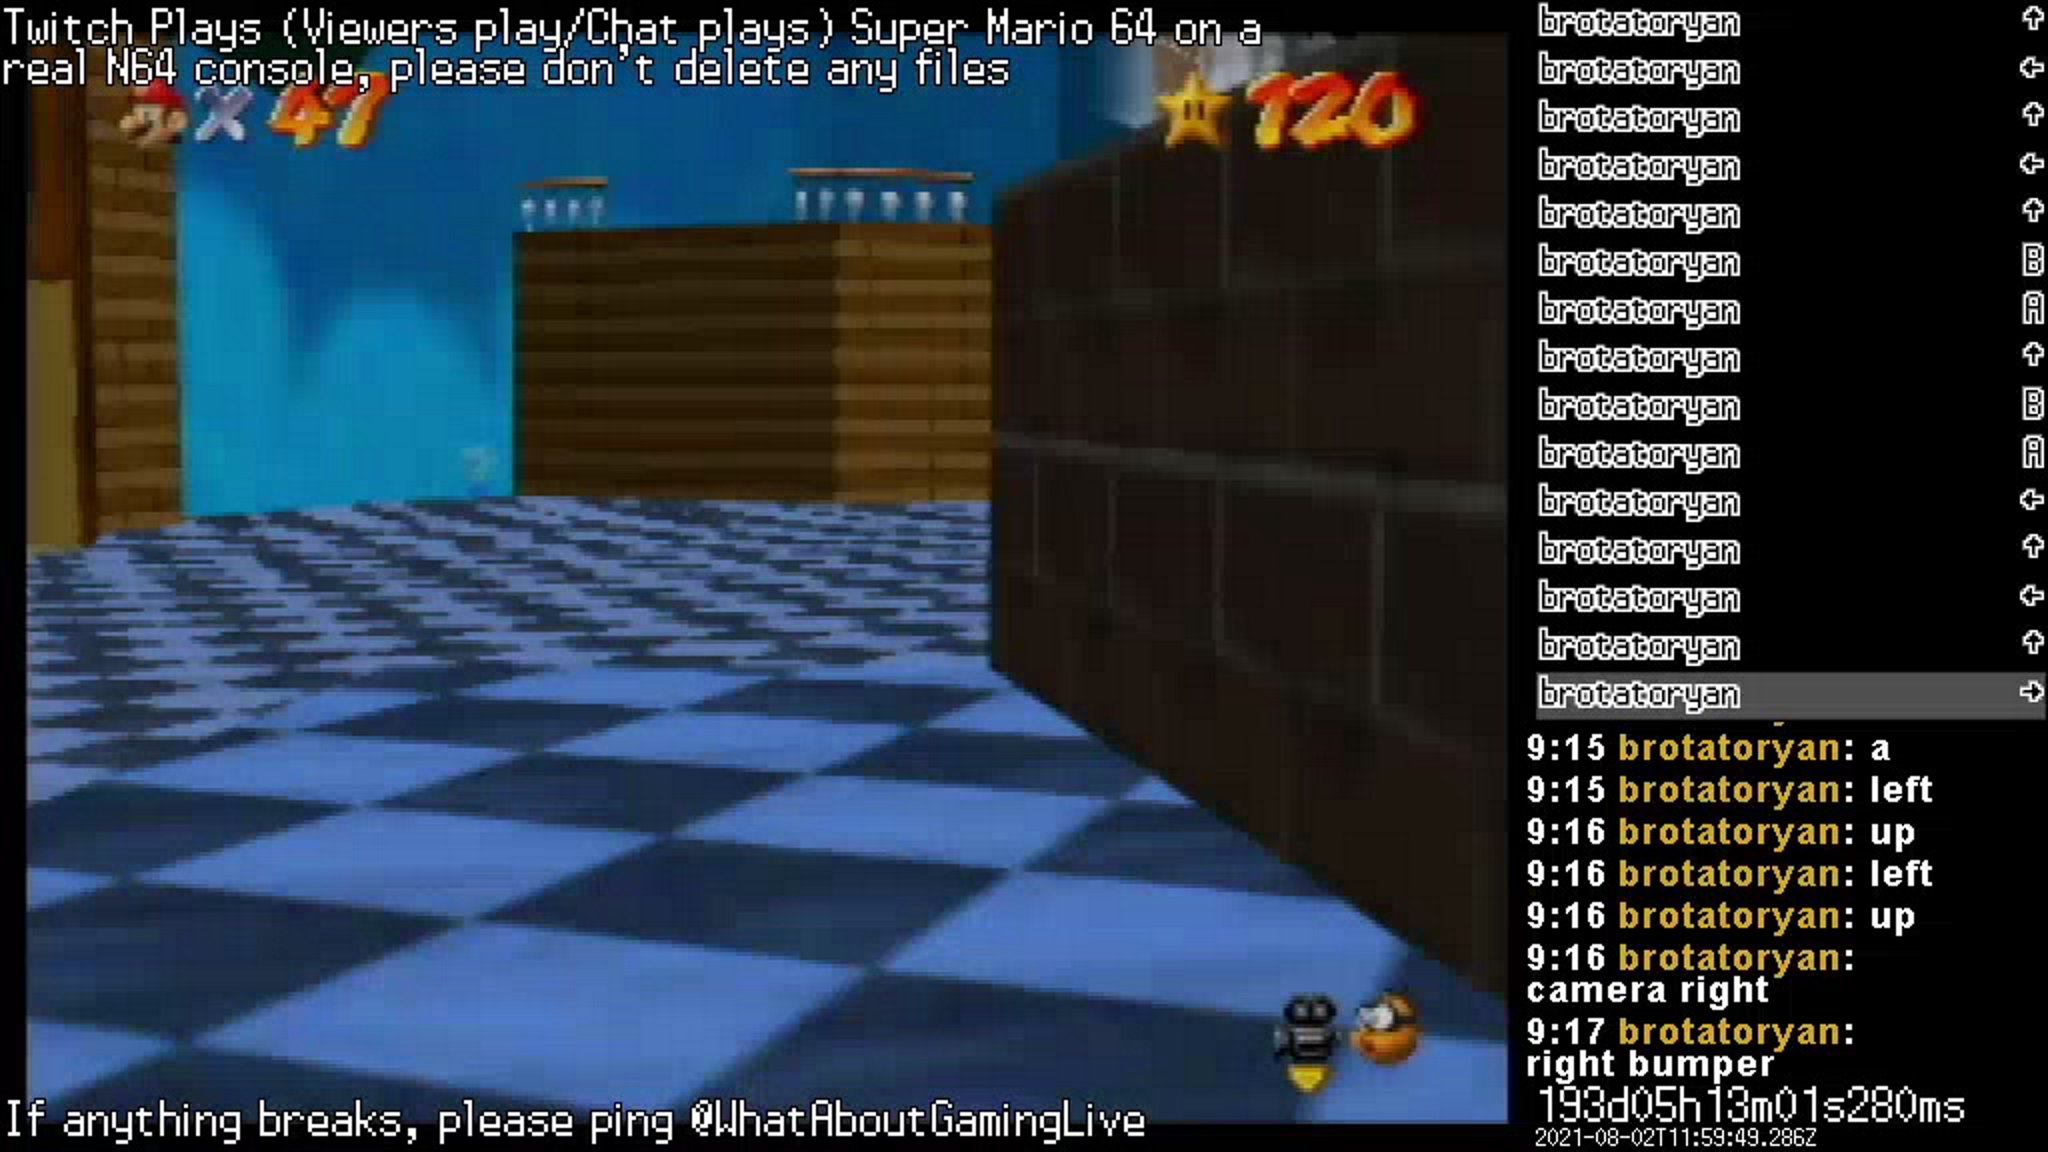 Twitch Plays (Viewers play/Chat plays) Super Mario 64 on a
real N64 console, please don't delete any files
x 47
120
brotatoryan ↑
brotatoryan ←
brotatoryan ↑
brotatoryan ←
brotatoryan ↑
brotatoryan B
brotatoryan A
brotatoryan ↑
brotatoryan B
brotatoryan A
brotatoryan ←
brotatoryan ↑
brotatoryan ←
brotatoryan ↑
brotatoryan →
9:15 brotatoryan: a
9:15 brotatoryan: left
9:16 brotatoryan: up
9:16 brotatoryan: left
9:16 brotatoryan: up
9:16 brotatoryan:
camera right
9:17 brotatoryan:
right bumper
193d05h13m01s280ms
2021-08-02T11:59:49.286Z
If anything breaks, please ping @WhatAboutGamingLive